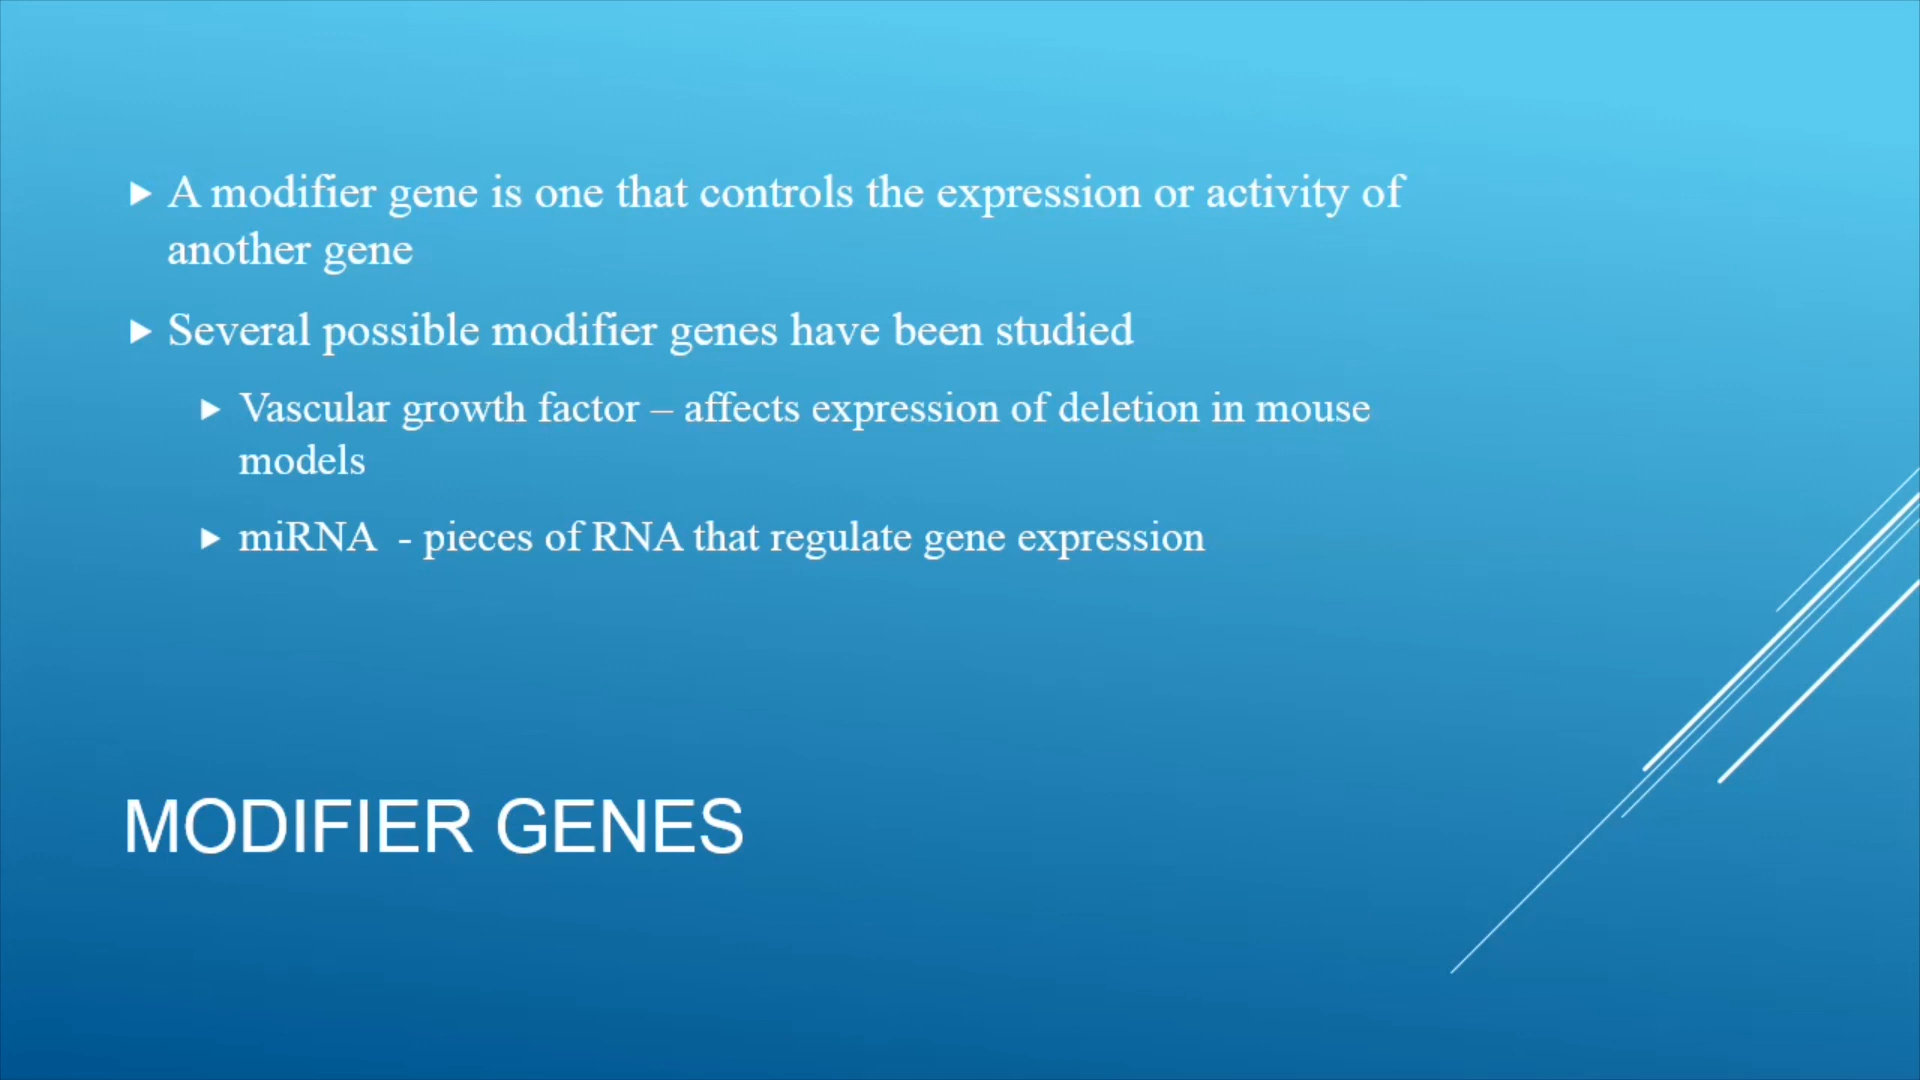 A modifier gene is one that controls the expression or activity of
another gene
Several possible modifier genes have been studied
Vascular growth factor – affects expression of deletion in mouse
models
miRNA  - pieces of RNA that regulate gene expression
MODIFIER GENES